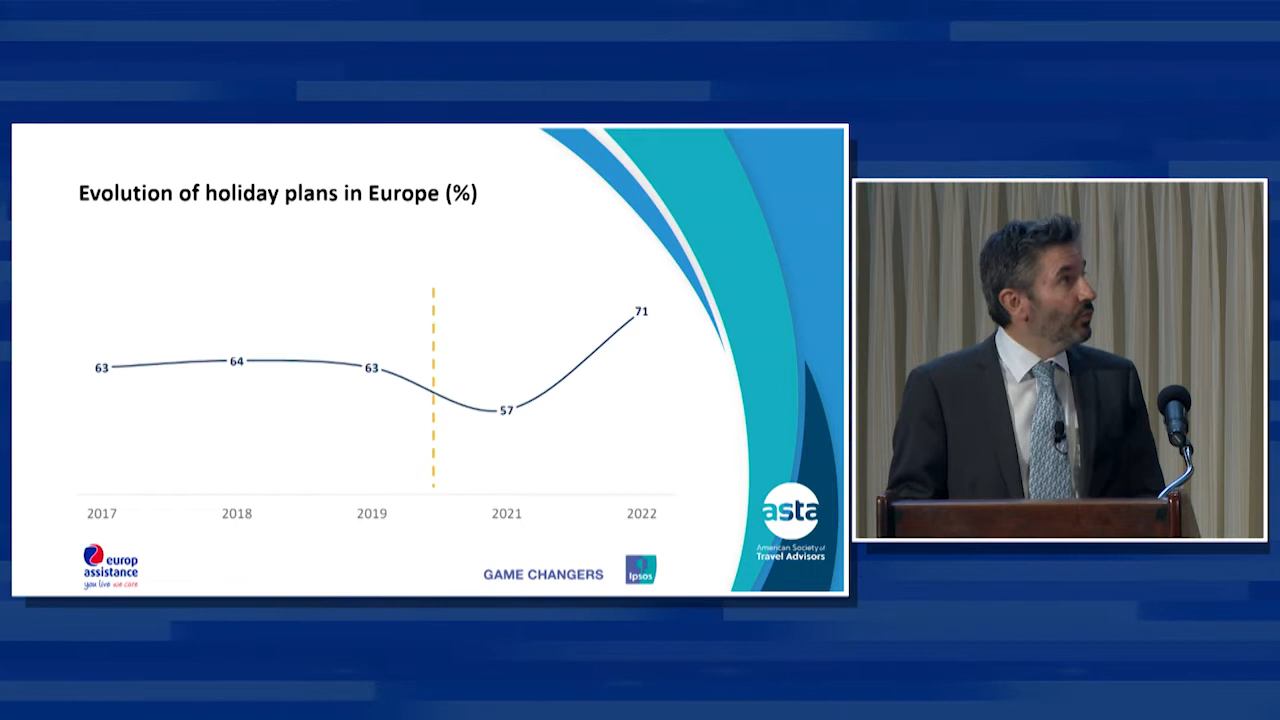 Evolution of holiday plans in Europe (%)
71
63
64
63
57
2017 2018 2019 2021 2022
europ
assistance
you live we care
GAME CHANGERS
Ipsos
asta
American Society of
Travel Advisors